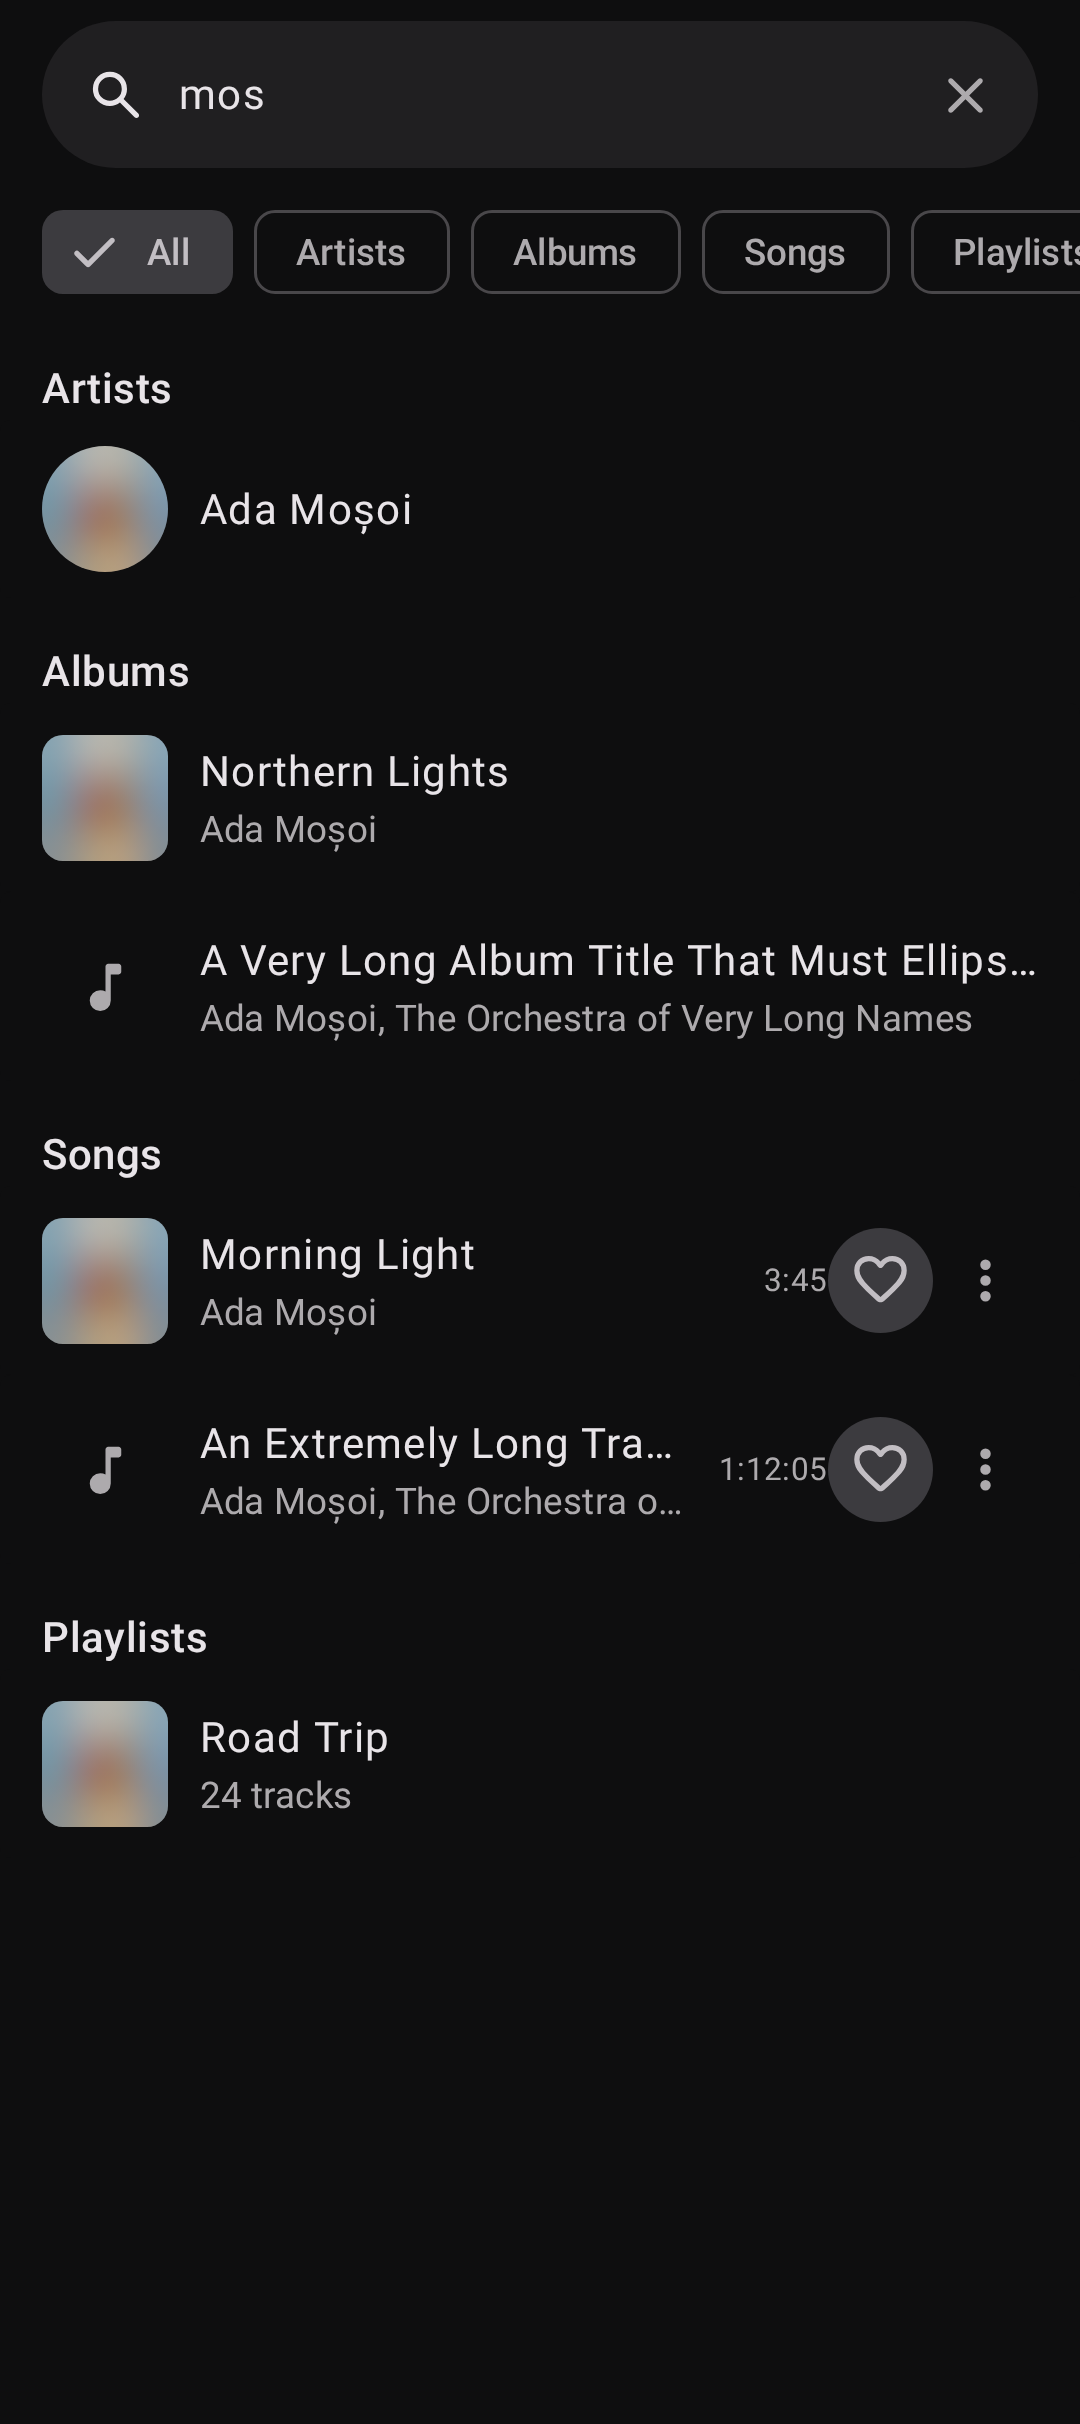 mos
All Artists Albums Songs Playlists
Artists
Ada Moșoi
Albums
Northern Lights
Ada Moșoi
A Very Long Album Title That Must Ellips…
Ada Moșoi, The Orchestra of Very Long Names
Songs
Morning Light
3:45
Ada Moșoi
An Extremely Long Tra…
1:12:05
Ada Moșoi, The Orchestra o…
Playlists
Road Trip
24 tracks